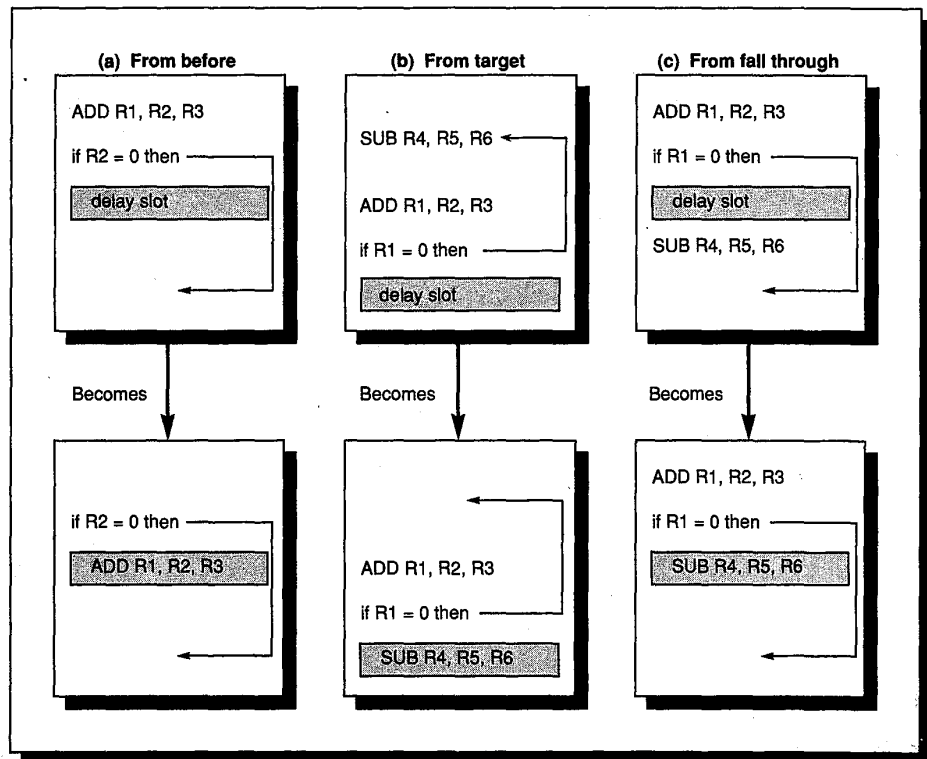 (a) From before
ADD R1, R2, R3
if R2 = 0 then
delay slot
Becomes
if R2 = 0 then
ADD R1, R2, R3
(b) From target
SUB R4, R5, R6
ADD R1, R2, R3
if R1 = 0 then
delay slot
Becomes
ADD R1, R2, R3
if R1 = 0 then
SUB R4, R5, R6
(c) From fall through
ADD R1, R2, R3
if R1 = 0 then
delay slot
SUB R4, R5, R6
Becomes
ADD R1, R2, R3
if R1 = 0 then
SUB R4, R5, R6